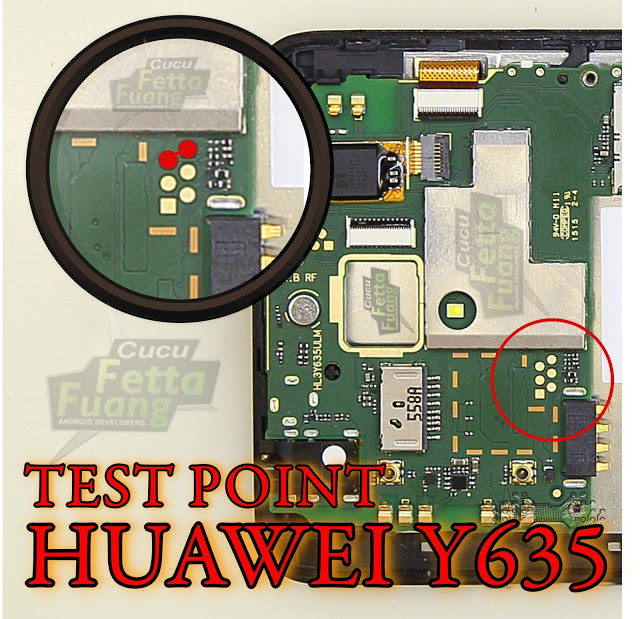 Cucu
Fetta
Fuang
94V-0 M11
COMPEQ
1515 2-4
Cucu
Fetta
Fuang
B RF
Cucu
Fetta
Fuang
HL3Y635ULM
558A
Cucu
Fetta
Fuang
ANDROID DEVELOPERS
TEST POINT
HUAWEI Y635